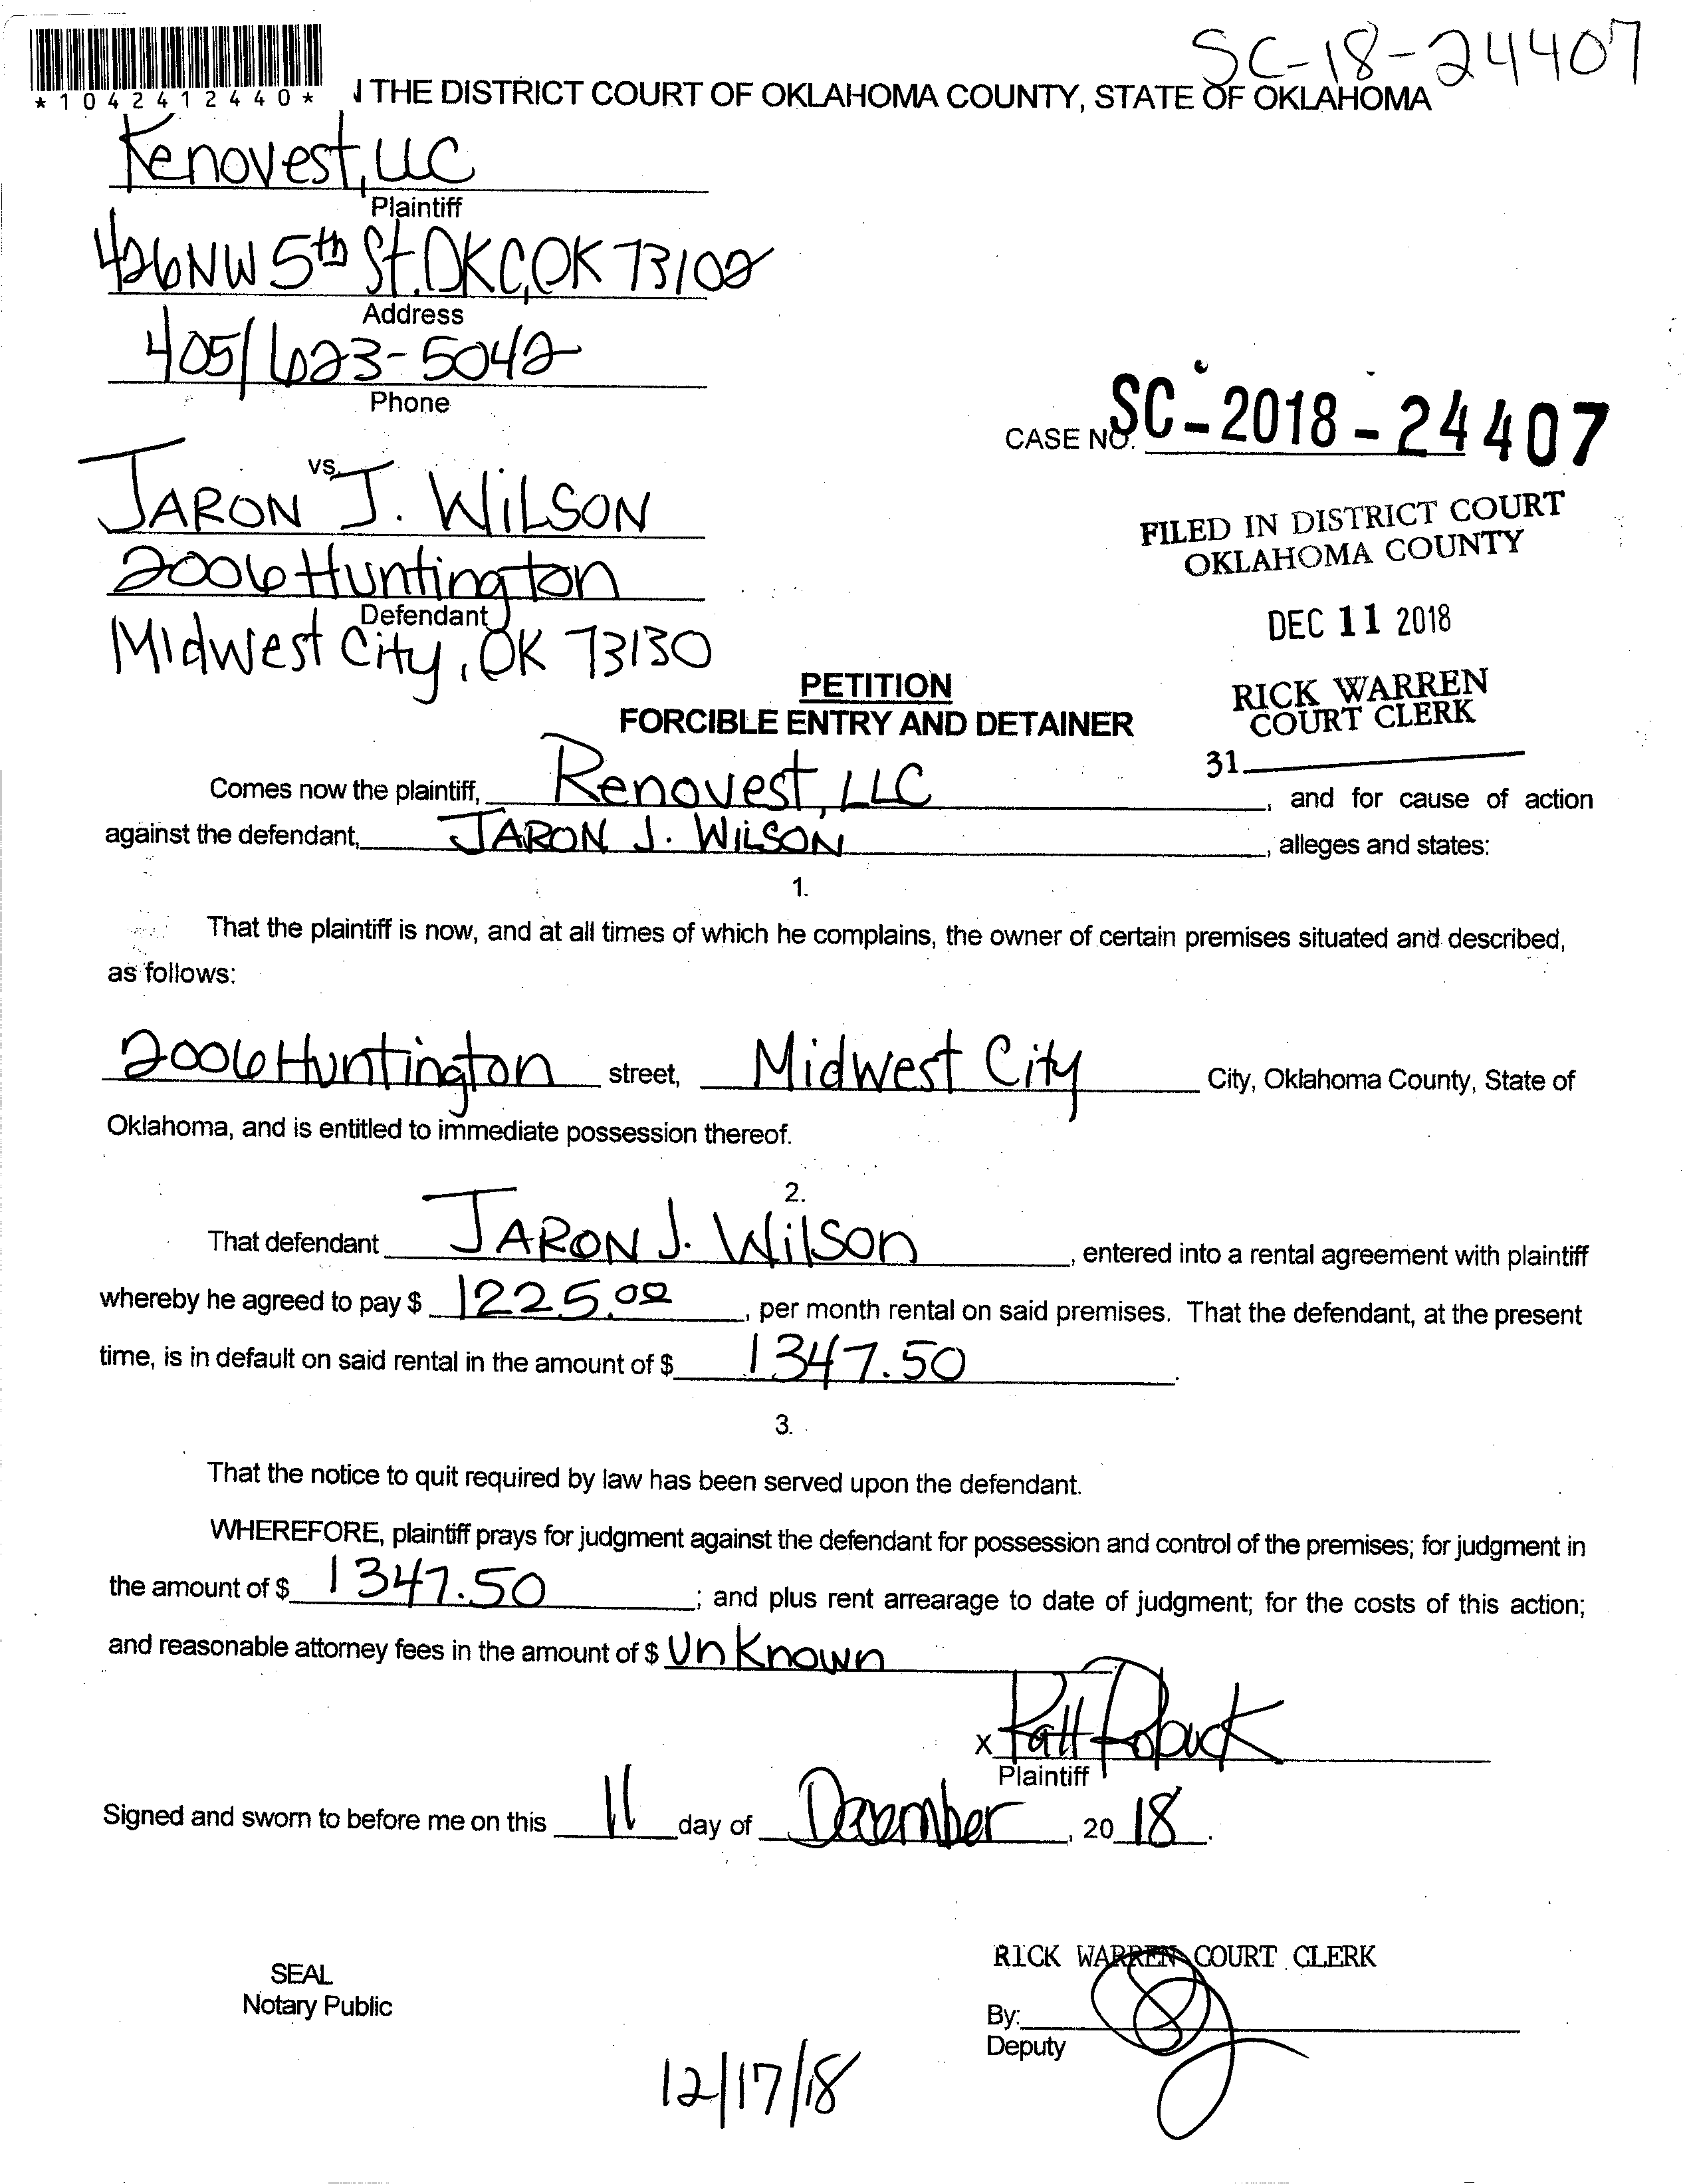 SC-18-24407
*1042412440*
THE DISTRICT COURT OF OKLAHOMA COUNTY, STATE OF OKLAHOMA
Renovest, LLC
Plaintiff
426 NW 5th St. OKC, OK 73102
Address
405/623-5042
Phone
CASE NO. SC-2018-24407
vs.
JARON J. WILSON
2006 Huntington
Defendant
Midwest City, OK 73130
FILED IN DISTRICT COURT
OKLAHOMA COUNTY
DEC 11 2018
RICK WARREN
COURT CLERK
31
PETITION
FORCIBLE ENTRY AND DETAINER
Comes now the plaintiff, Renovest, LLC, and for cause of action
against the defendant, JARON J. WILSON, alleges and states:
1.
That the plaintiff is now, and at all times of which he complains, the owner of certain premises situated and described,
as follows:
2006 Huntington street, Midwest City City, Oklahoma County, State of
Oklahoma, and is entitled to immediate possession thereof.
2.
That defendant JARON J. Wilson, entered into a rental agreement with plaintiff
whereby he agreed to pay $ 1225.00, per month rental on said premises. That the defendant, at the present
time, is in default on said rental in the amount of $ 1347.50.
3.
That the notice to quit required by law has been served upon the defendant.
WHEREFORE, plaintiff prays for judgment against the defendant for possession and control of the premises; for judgment in
the amount of $ 1347.50; and plus rent arrearage to date of judgment; for the costs of this action;
and reasonable attorney fees in the amount of $ Unknown
x Patt Robuck
Plaintiff
Signed and sworn to before me on this 11 day of December, 2018.
RICK WARREN COURT CLERK
SEAL
Notary Public
By:
Deputy
12/17/18